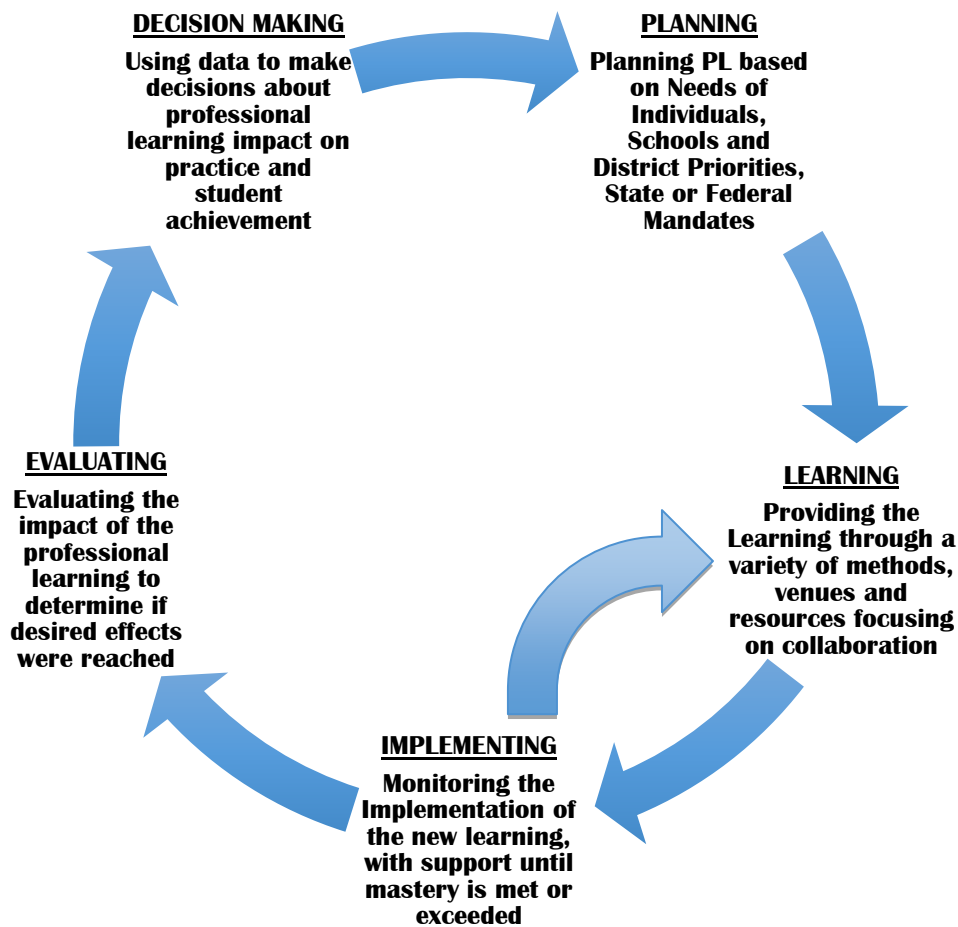 DECISION MAKING
Using data to make
decisions about
professional
learning impact on
practice and
student
achievement
PLANNING
Planning PL based
on Needs of
Individuals,
Schools and
District Priorities,
State or Federal
Mandates
LEARNING
Providing the
Learning through a
variety of methods,
venues and
resources focusing
on collaboration
IMPLEMENTING
Monitoring the
Implementation of
the new learning,
with support until
mastery is met or
exceeded
EVALUATING
Evaluating the
impact of the
professional
learning to
determine if
desired effects
were reached